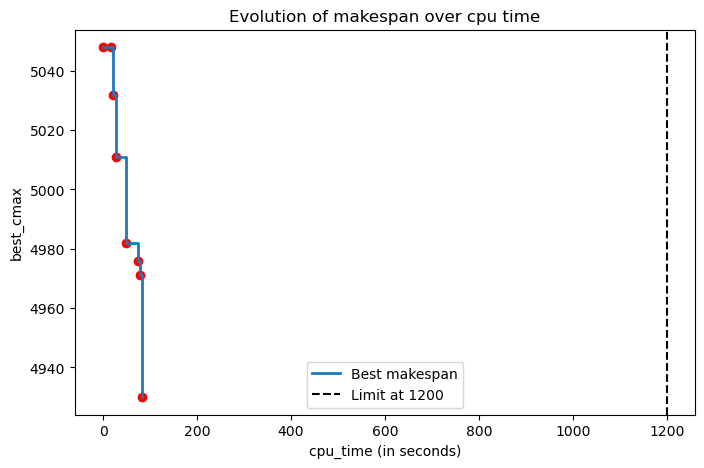 Evolution of makespan over cpu time
best_cmax
5040
5020
5000
4980
4960
4940
Best makespan
Limit at 1200
0
200
400
600
800
1000
1200
cpu_time (in seconds)